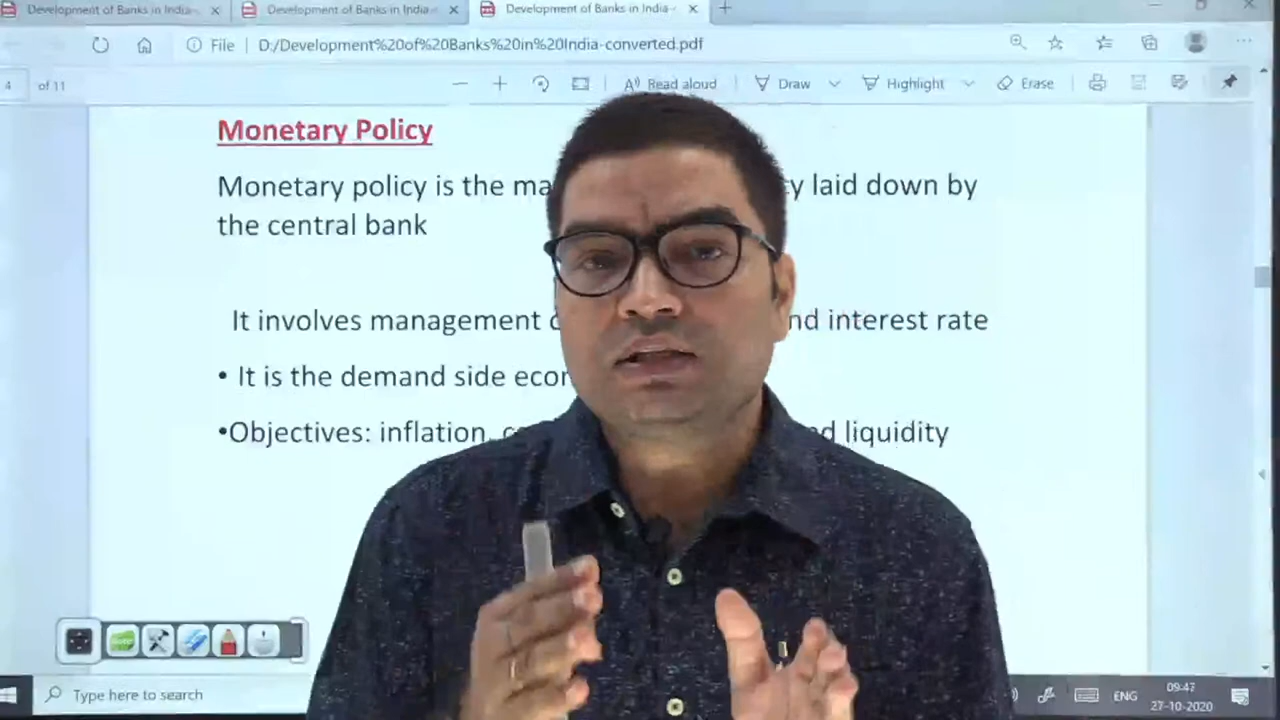 Development of Banks in India-
Development of Banks in India-
Development of Banks in India-
File D:/Development%20of%20Banks%20in%20India-converted.pdf
4 of 11 Read aloud Draw Highlight Erase
Monetary Policy
Monetary policy is the laid down by
the central bank
It involves management interest rate
• It is the demand side
•Objectives: inflation, liquidity
Type here to search ENG 09:47
27-10-2020